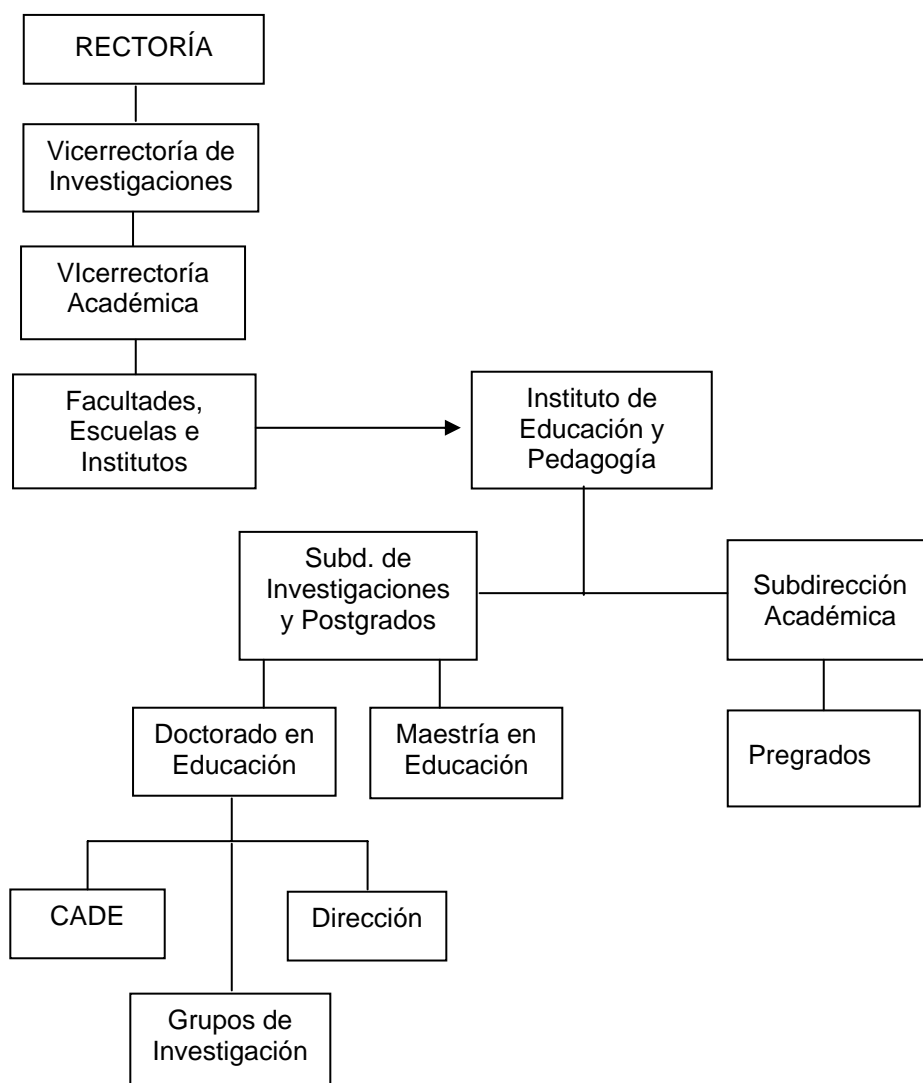 RECTORÍA
Vicerrectoría de
Investigaciones
VIcerrectoría
Académica
Facultades,
Escuelas e
Institutos
Instituto de
Educación y
Pedagogía
Subd. de
Investigaciones
y Postgrados
Subdirección
Académica
Doctorado en
Educación
Maestría en
Educación
Pregrados
CADE
Dirección
Grupos de
Investigación